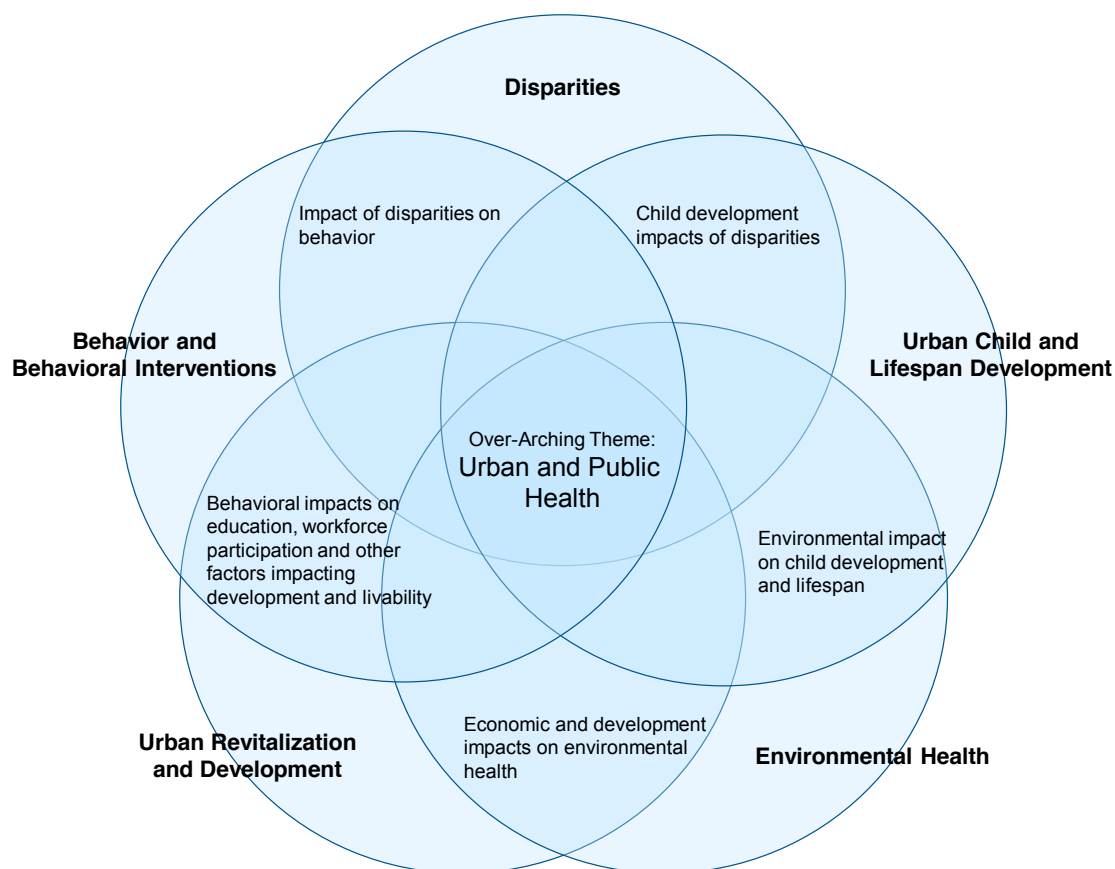 Disparities
Impact of disparities on
behavior
Child development
impacts of disparities
Behavior and
Behavioral Interventions
Urban Child and
Lifespan Development
Over-Arching Theme:
Urban and Public
Health
Behavioral impacts on
education, workforce
participation and other
factors impacting
development and livability
Environmental impact
on child development
and lifespan
Urban Revitalization
and Development
Economic and development
impacts on environmental
health
Environmental Health